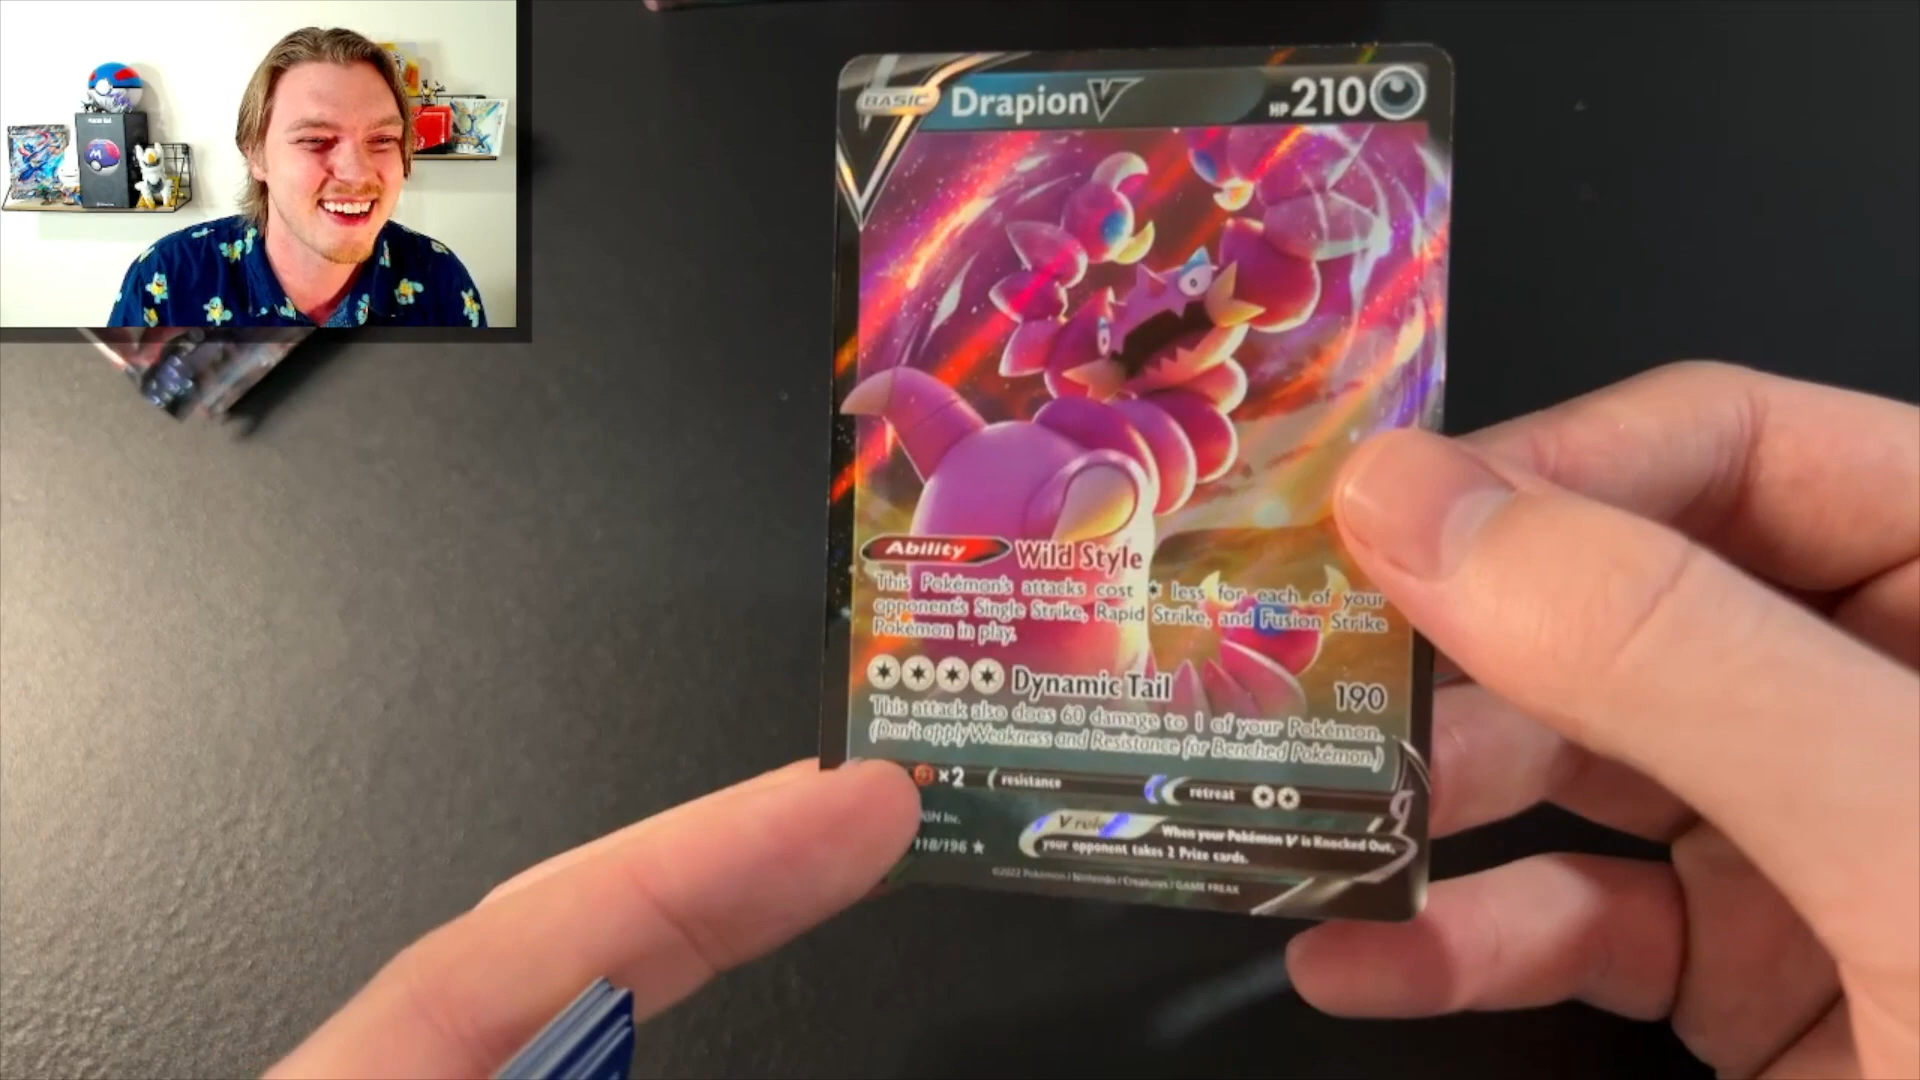 BASIC Drapion V HP 210
Ability Wild Style
This Pokémon's attacks cost less for each of your
opponent's Single Strike, Rapid Strike, and Fusion Strike
Pokémon in play.
Dynamic Tail 190
This attack also does 60 damage to 1 of your Pokémon.
(Don't apply Weakness and Resistance for Benched Pokémon.)
×2 resistance retreat
Inc.
V rule When your Pokémon V is Knocked Out,
118/196 your opponent takes 2 Prize cards.
©2022 Pokémon / Nintendo / Creatures / GAME FREAK